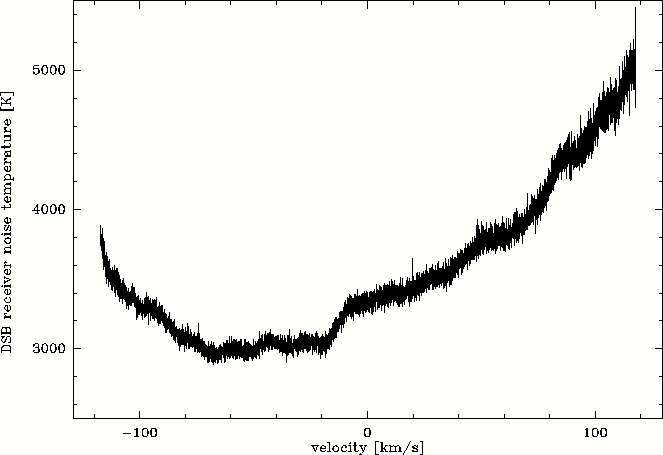 DSB receiver noise temperature [K]
5000
4000
3000
−100 0 100
velocity [km/s]